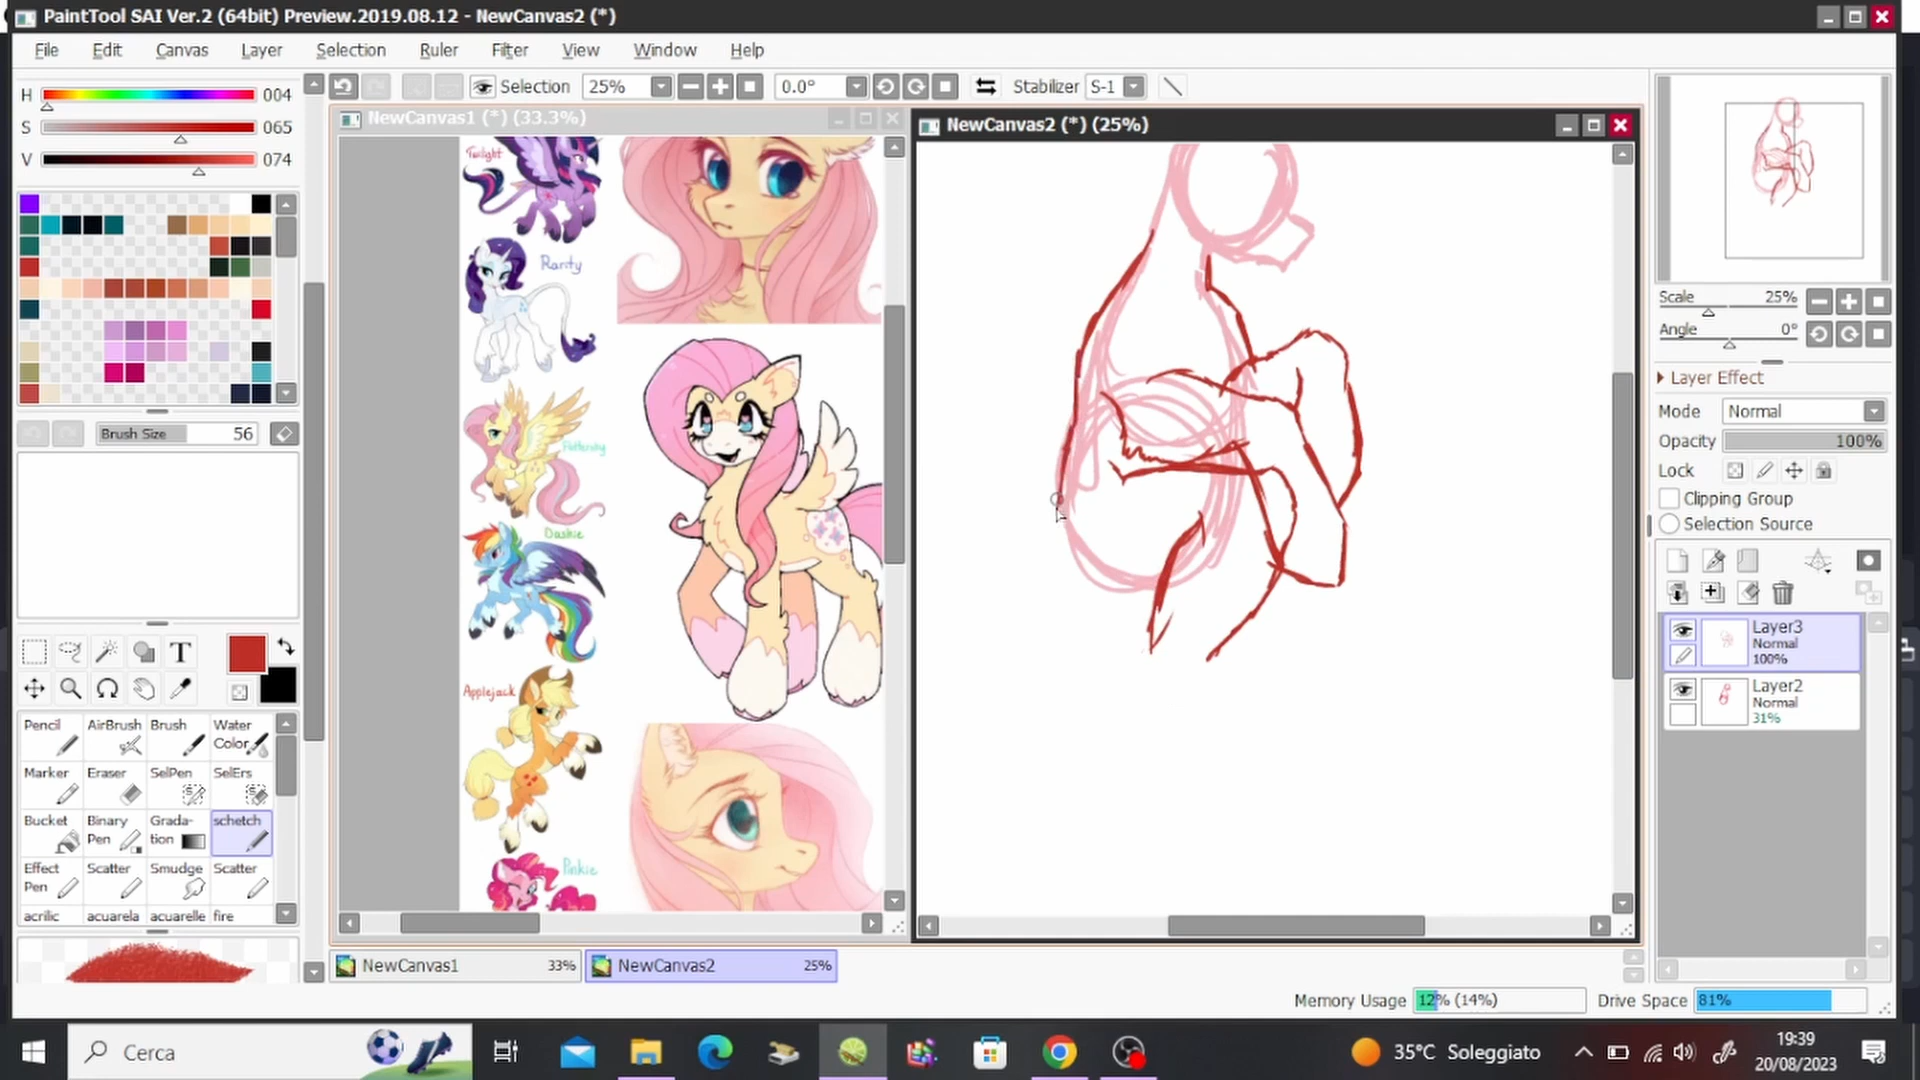 PaintTool SAI Ver.2 (64bit) Preview.2019.08.12 - NewCanvas2 (*)
File Edit Canvas Layer Selection Ruler Filter View Window Help
H 004
S 065
V 074
Selection 25% 0.0° Stabilizer S-1
NewCanvas1 (*) (33.3%)
NewCanvas2 (*) (25%)
Twilight
Rarity
Fluttershy
Dashie
Applejack
Pinkie
Brush Size 56
T
Pencil AirBrush Brush Water Color
Marker Eraser SelPen SelErs
Bucket Binary Pen Grada-tion schetch
Effect Pen Scatter Smudge Scatter
acrilic acuarela acuarelle fire
Scale 25%
Angle 0°
Layer Effect
Mode Normal
Opacity 100%
Lock
Clipping Group
Selection Source
Layer3
Normal
100%
Layer2
Normal
31%
NewCanvas1 33% NewCanvas2 25%
Memory Usage 12% (14%) Drive Space 81%
Cerca
35°C Soleggiato
19:39
20/08/2023